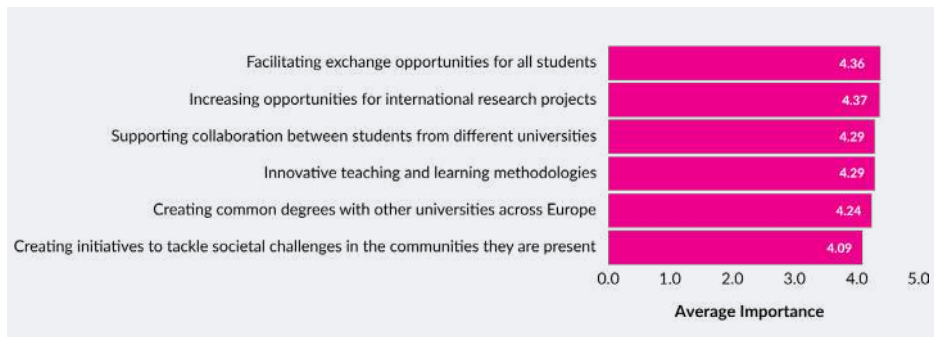 Facilitating exchange opportunities for all students 4.36
Increasing opportunities for international research projects 4.37
Supporting collaboration between students from different universities 4.29
Innovative teaching and learning methodologies 4.29
Creating common degrees with other universities across Europe 4.24
Creating initiatives to tackle societal challenges in the communities they are present 4.09
0.0 1.0 2.0 3.0 4.0 5.0
Average Importance